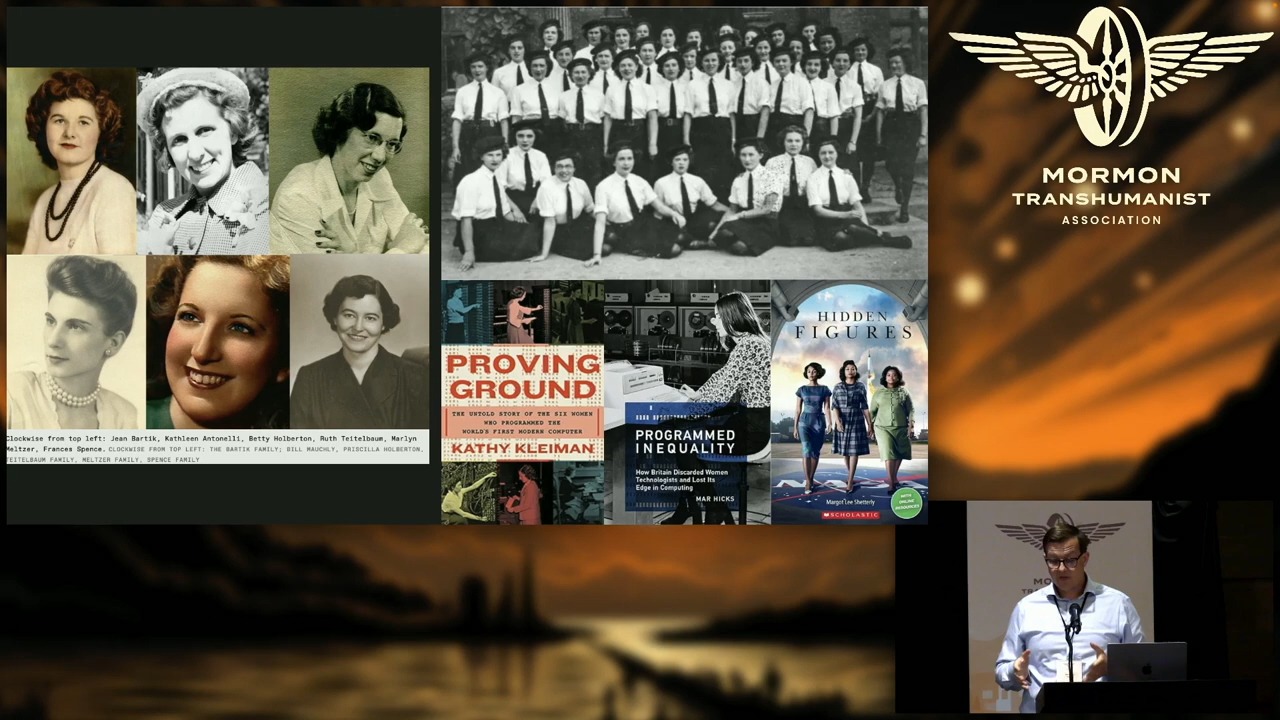 Clockwise from top left: Jean Bartik, Kathleen Antonelli, Betty Holberton, Ruth Teitelbaum, Marlyn
Meltzer, Frances Spence. CLOCKWISE FROM TOP LEFT: THE BARTIK FAMILY; BILL MAUCHLY, PRISCILLA HOLBERTON,
TEITELBAUM FAMILY, MELTZER FAMILY, SPENCE FAMILY
PROVING
GROUND
THE UNTOLD STORY OF THE SIX WOMEN
WHO PROGRAMMED THE
WORLD'S FIRST MODERN COMPUTER
KATHY KLEIMAN
PROGRAMMED
INEQUALITY
How Britain Discarded Women
Technologists and Lost Its
Edge in Computing
MAR HICKS
HIDDEN
FIGURES
Margot Lee Shetterly
SCHOLASTIC
WITH
ONLINE
RESOURCES
MORMON
TRANSHUMANIST
ASSOCIATION